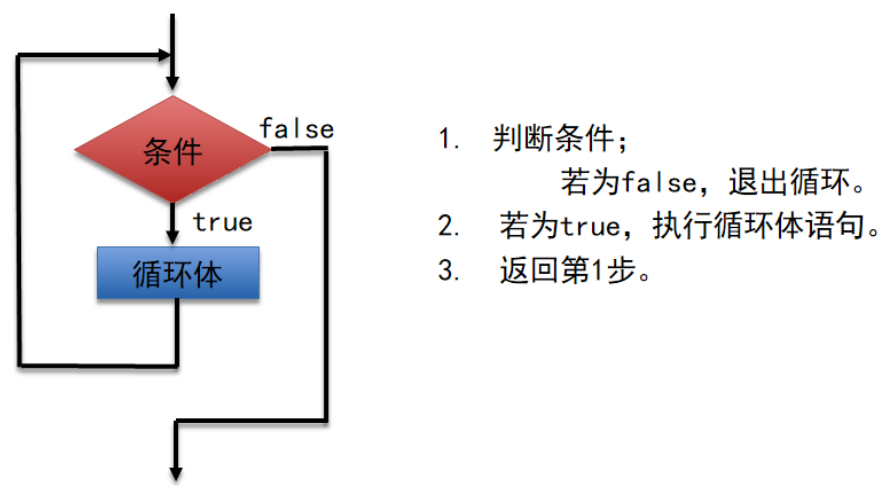 false
条件
true
循环体
1. 判断条件;
若为false，退出循环。
2. 若为true，执行循环体语句。
3. 返回第1步。